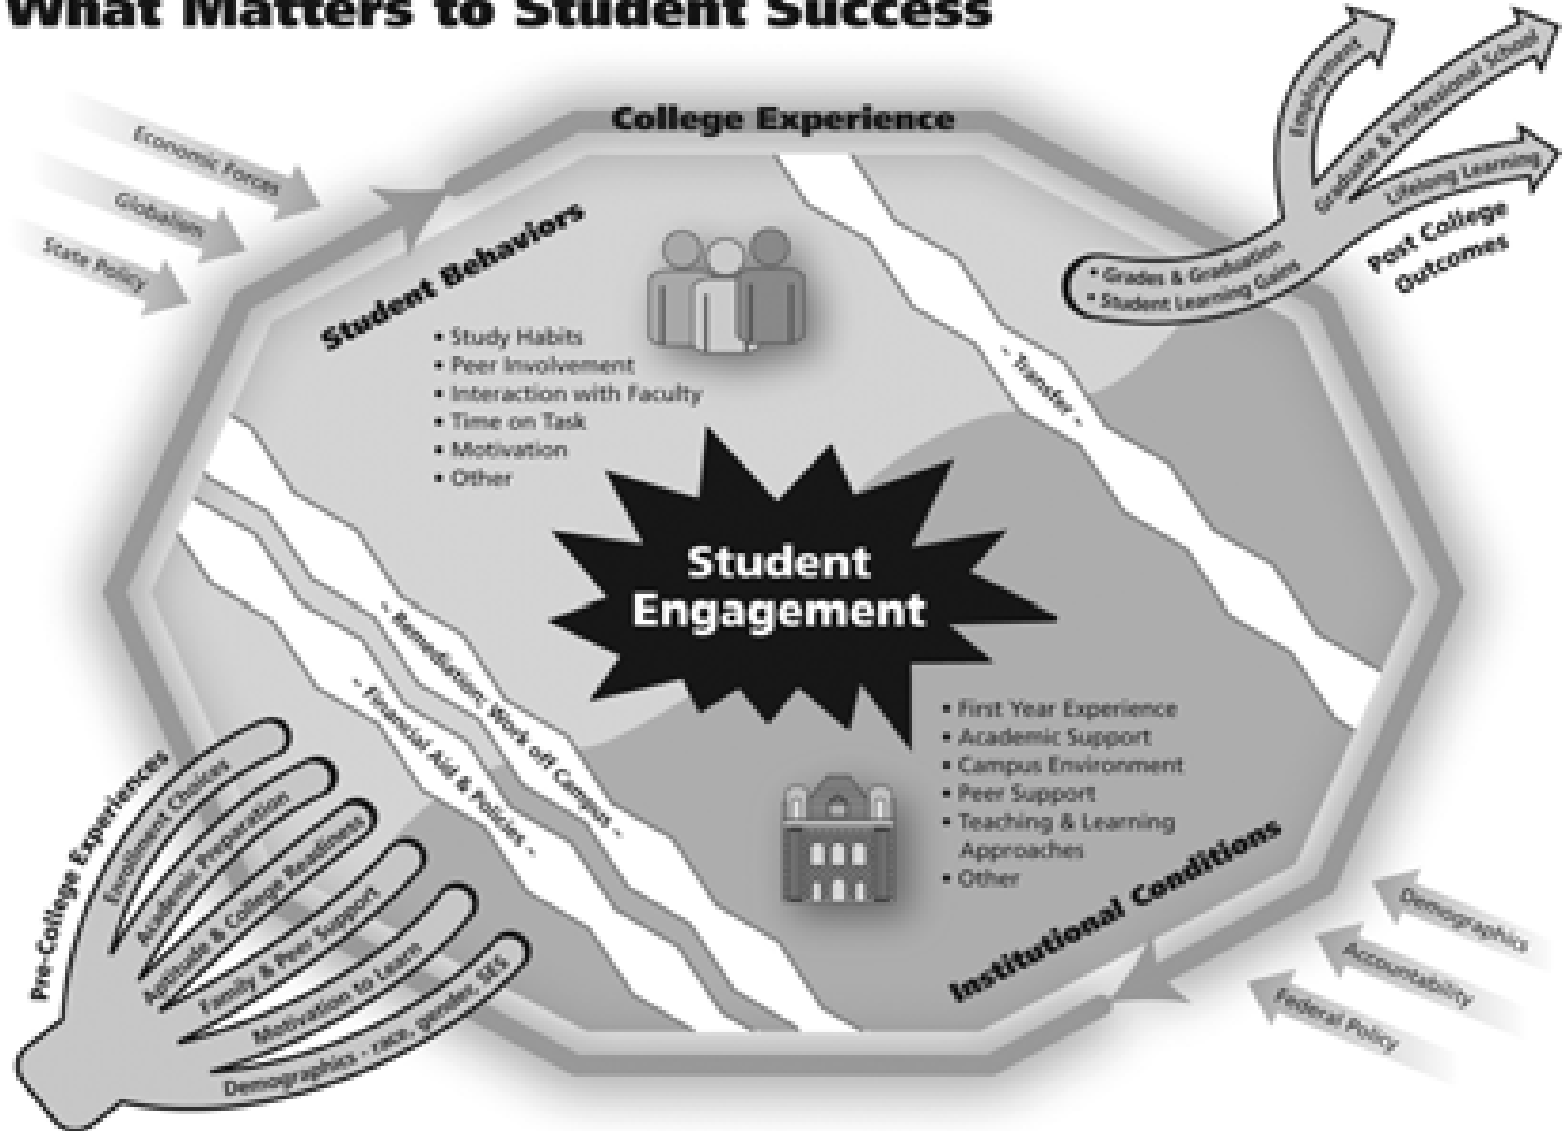 What Matters to Student Success
College Experience
Economic Forces
Globalism
State Policy
Student Behaviors
• Study Habits
• Peer Involvement
• Interaction with Faculty
• Time on Task
• Motivation
• Other
Employment
Graduate & Professional School
Lifelong Learning
Post College
Outcomes
• Grades & Graduation
• Student Learning Gains
- Transfer -
Student
Engagement
- Remediation; Work off Campus -
- Financial Aid & Policies -
• First Year Experience
• Academic Support
• Campus Environment
• Peer Support
• Teaching & Learning
Approaches
• Other
Institutional Conditions
Pre-College Experiences
Enrollment Choices
Academic Preparation
Aptitude & College Readiness
Family & Peer Support
Motivation to Learn
Demographics - race, gender, SES
Demographics
Accountability
Federal Policy